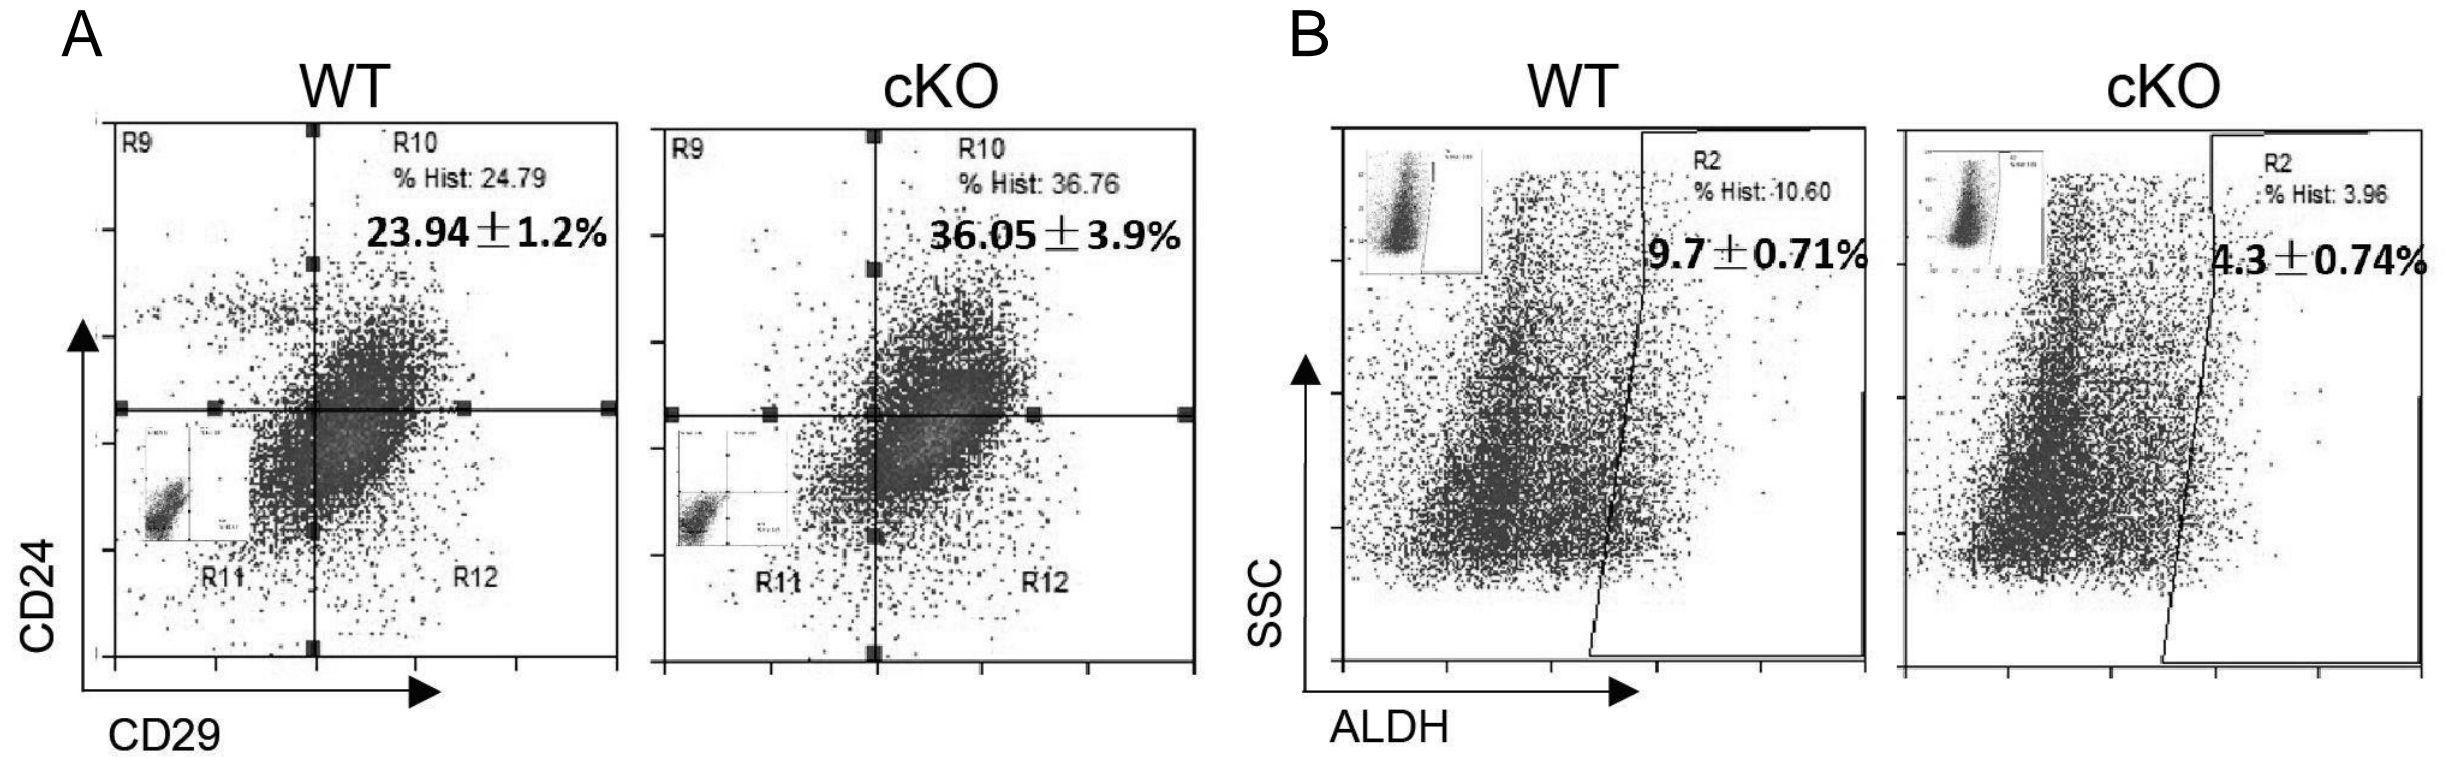 A
WT
cKO
R9
R10
% Hist: 24.79
23.94 ± 1.2%
R11
R12
R9
R10
% Hist: 36.76
36.05 ± 3.9%
R11
R12
CD24
CD29
B
WT
cKO
R2
% Hist: 10.60
9.7 ± 0.71%
R2
% Hist: 3.96
4.3 ± 0.74%
SSC
ALDH